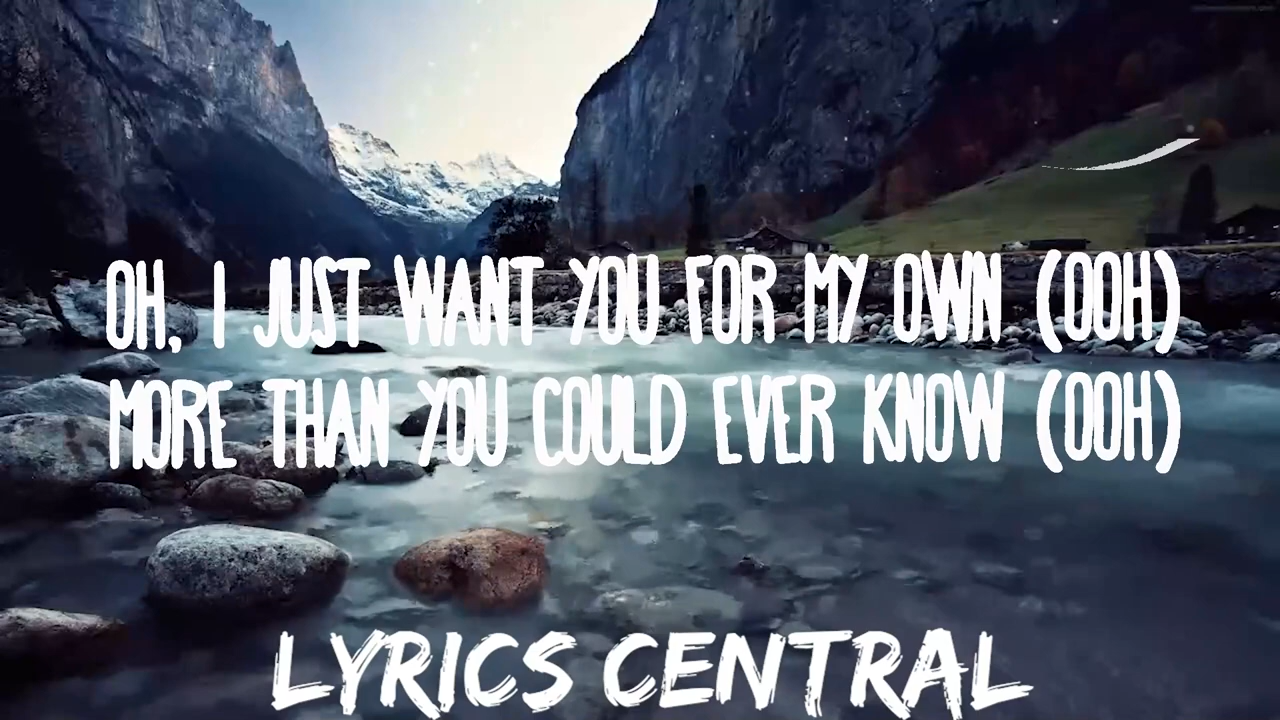 OH, I JUST WANT YOU FOR MY OWN (OOH)
MORE THAN YOU COULD EVER KNOW (OOH)
LYRICS CENTRAL